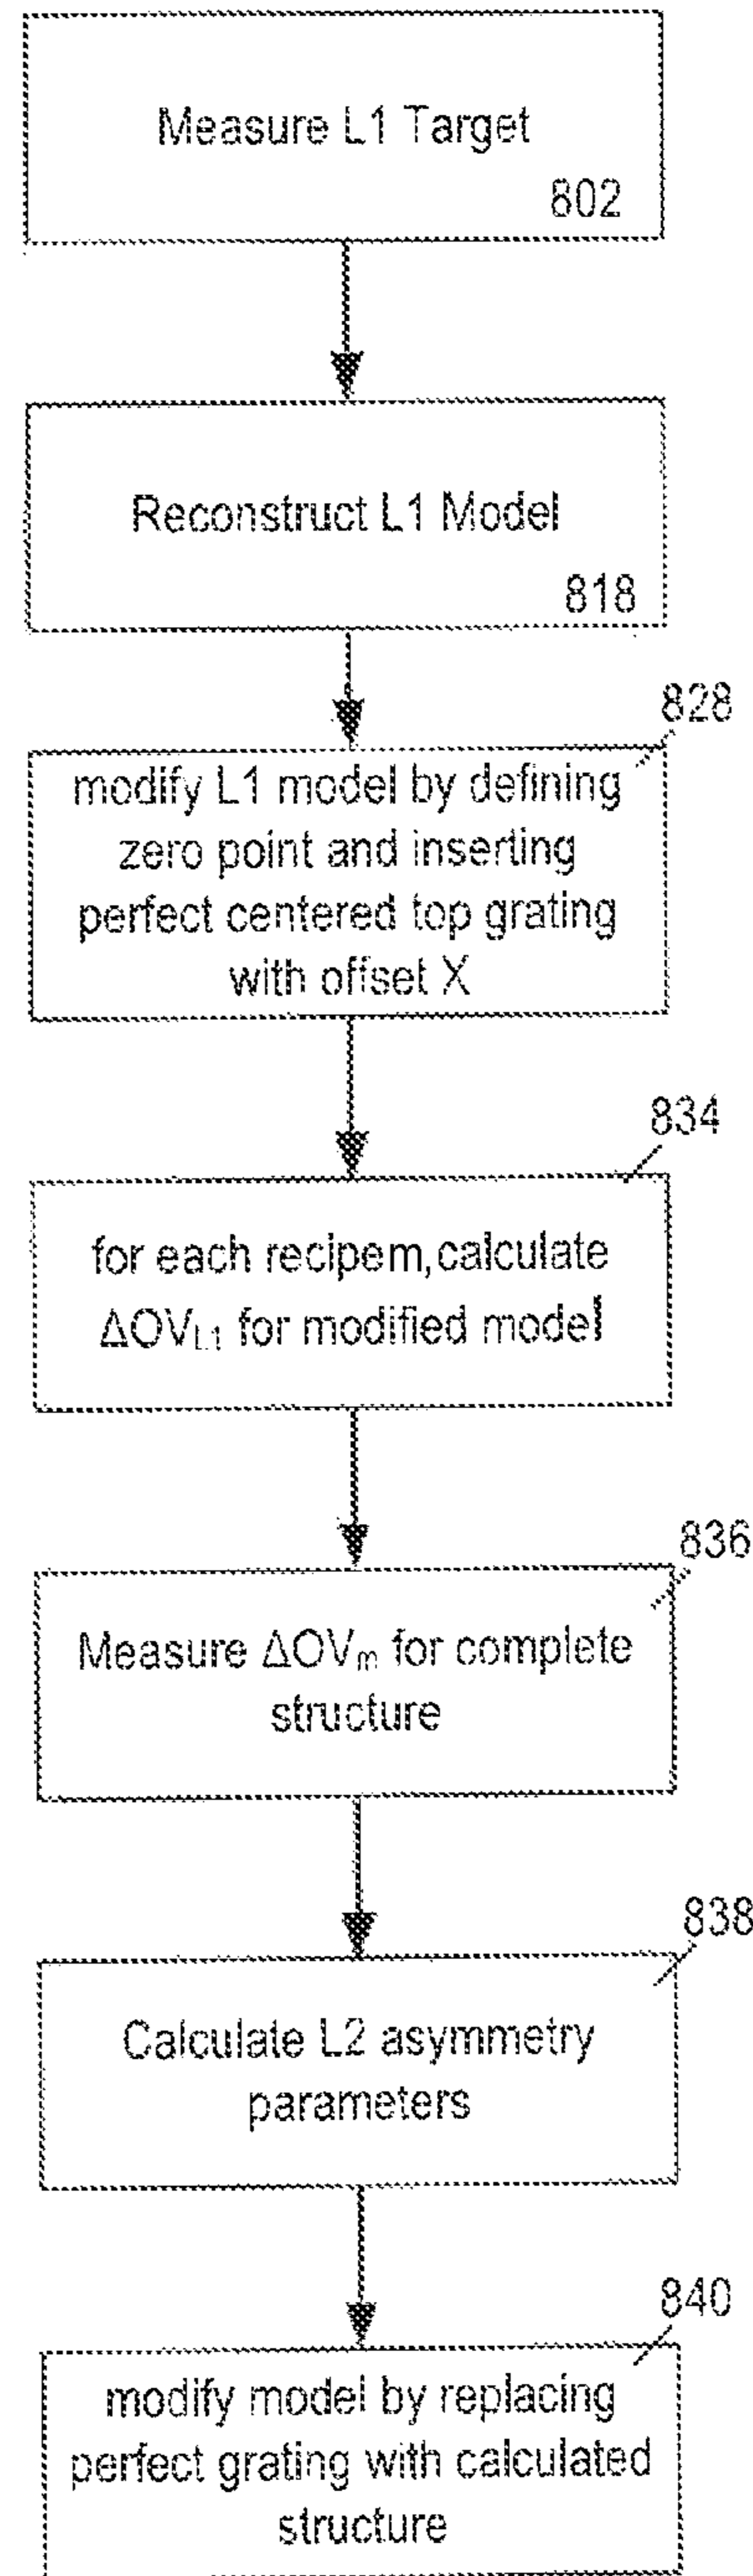 Measure L1 Target
802
Reconstruct L1 Model
818
828
modify L1 model by defining
zero point and inserting
perfect centered top grating
with offset X
834
for each recipem,calculate
ΔOVL1 for modified model
836
Measure ΔOVm for complete
structure
838
Calculate L2 asymmetry
parameters
840
modify model by replacing
perfect grating with calculated
structure